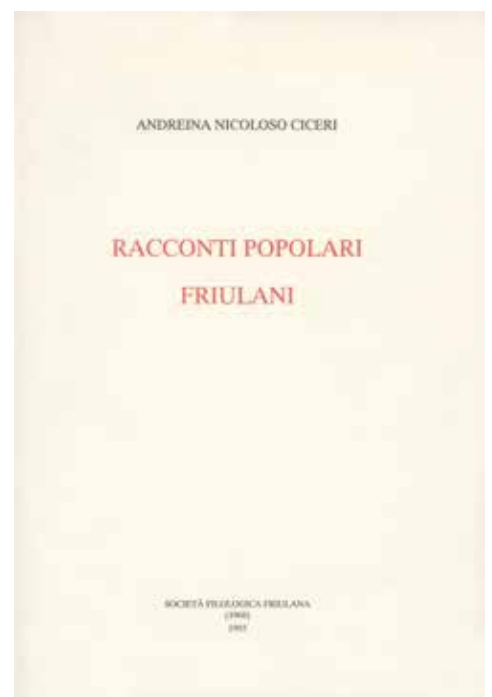 ANDREINA NICOLOSO CICERI
RACCONTI POPOLARI
FRIULANI
SOCIETÀ FILOLOGICA FRIULANA